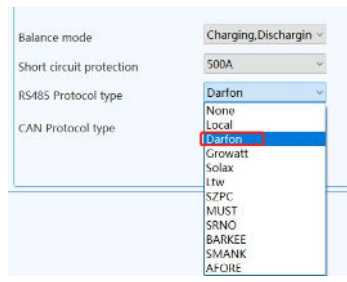 Balance mode Charging,Dischargin
Short circuit protection 500A
RS485 Protocol type Darfon
None
Local
CAN Protocol type
Darfon
Growatt
Solax
Ltw
SZPC
MUST
SRNO
BARKEE
SMANK
AFORE